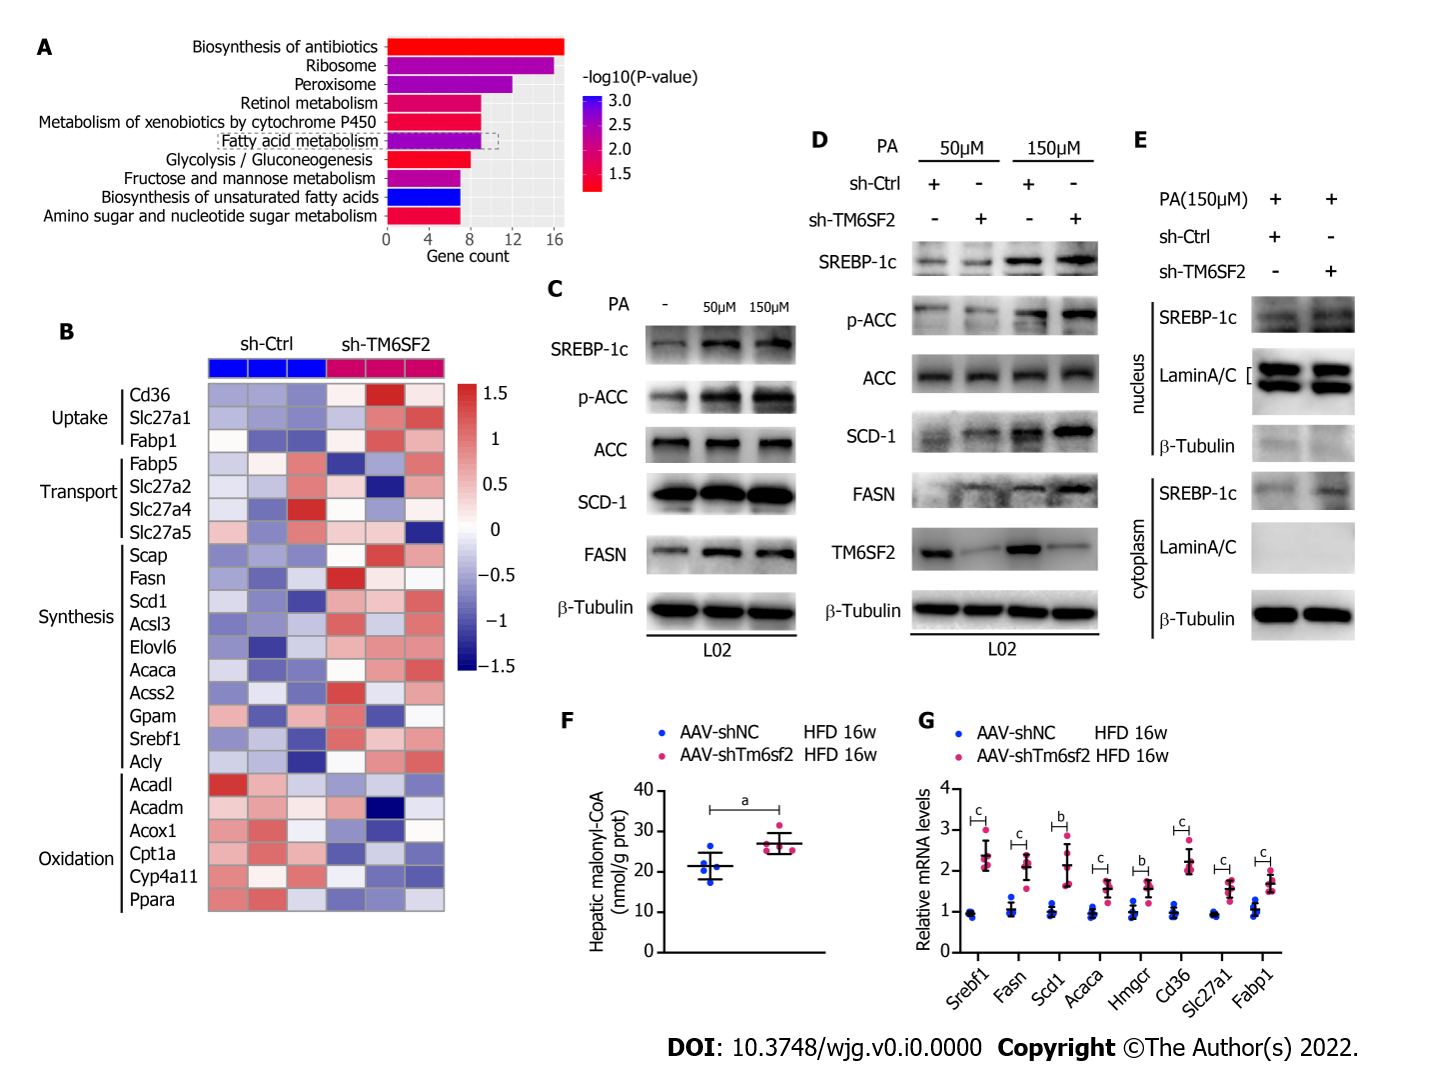 A
Biosynthesis of antibiotics
Ribosome
Peroxisome
Retinol metabolism
Metabolism of xenobiotics by cytochrome P450
Fatty acid metabolism
Glycolysis / Gluconeogenesis
Fructose and mannose metabolism
Biosynthesis of unsaturated fatty acids
Amino sugar and nucleotide sugar metabolism
0 4 8 12 16
Gene count
-log10(P-value)
3.0
2.5
2.0
1.5
B
sh-Ctrl sh-TM6SF2
Uptake
Cd36
Slc27a1
Fabp1
Transport
Fabp5
Slc27a2
Slc27a4
Slc27a5
Synthesis
Scap
Fasn
Scd1
Acsl3
Elovl6
Acaca
Acss2
Gpam
Srebf1
Acly
Oxidation
Acadl
Acadm
Acox1
Cpt1a
Cyp4a11
Ppara
1.5
1
0.5
0
−0.5
−1
−1.5
C
PA - 50μM 150μM
SREBP-1c
p-ACC
ACC
SCD-1
FASN
β-Tubulin
L02
D
PA 50μM 150μM
sh-Ctrl + - + -
sh-TM6SF2 - + - +
SREBP-1c
p-ACC
ACC
SCD-1
FASN
TM6SF2
β-Tubulin
L02
E
PA(150μM) + +
sh-Ctrl + -
sh-TM6SF2 - +
nucleus
SREBP-1c
LaminA/C
β-Tubulin
cytoplasm
SREBP-1c
LaminA/C
β-Tubulin
F
AAV-shNC HFD 16w
AAV-shTm6sf2 HFD 16w
Hepatic malonyl-CoA
(nmol/g prot)
40
30
20
10
0
a
G
AAV-shNC HFD 16w
AAV-shTm6sf2 HFD 16w
Relative mRNA levels
4
3
2
1
0
c c b c b c c c
Srebf1 Fasn Scd1 Acaca Hmgcr Cd36 Slc27a1 Fabp1
DOI: 10.3748/wjg.v0.i0.0000 Copyright ©The Author(s) 2022.